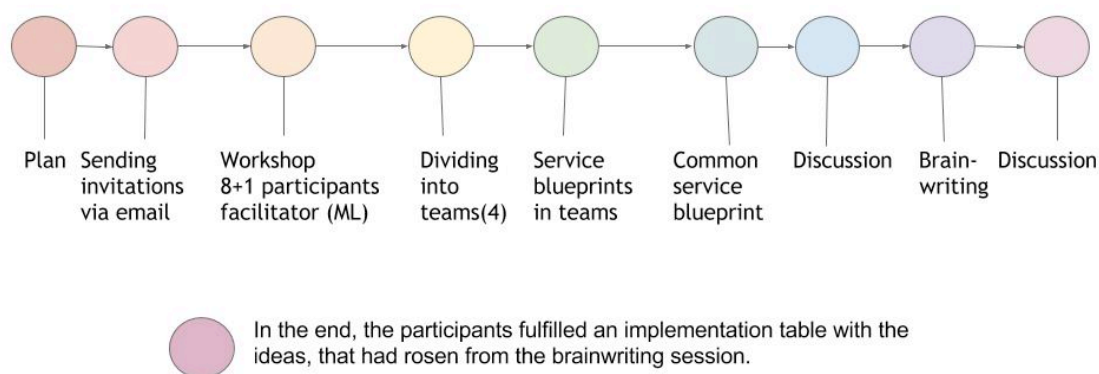 Plan
Sending
invitations
via email
Workshop
8+1 participants
facilitator (ML)
Dividing
into
teams(4)
Service
blueprints
in teams
Common
service
blueprint
Discussion
Brain-
writing
Discussion
In the end, the participants fulfilled an implementation table with the
ideas, that had rosen from the brainwriting session.